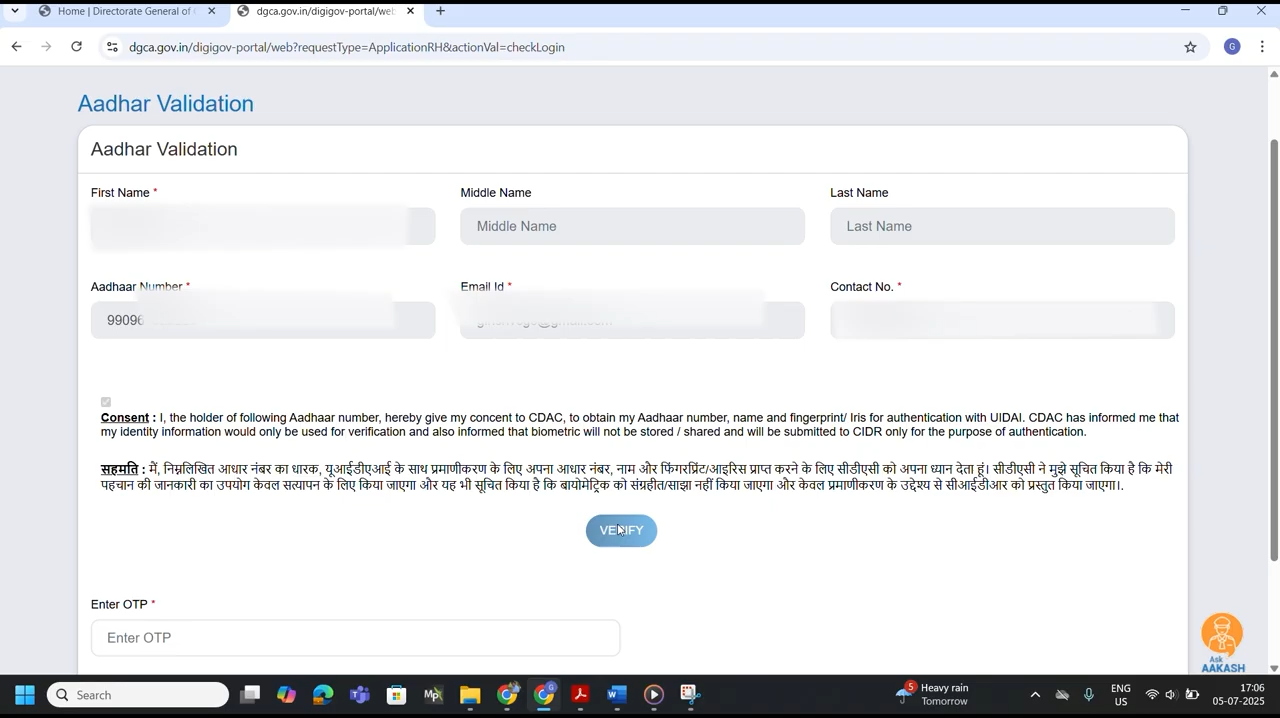 Home | Directorate General of
dgca.gov.in/digigov-portal/web
dgca.gov.in/digigov-portal/web?requestType=ApplicationRH&actionVal=checkLogin
G
Aadhar Validation
Aadhar Validation
First Name *
Middle Name
Last Name
Middle Name
Last Name
Aadhaar Number *
Email Id *
Contact No. *
9909
Consent : I, the holder of following Aadhaar number, hereby give my concent to CDAC, to obtain my Aadhaar number, name and fingerprint/ Iris for authentication with UIDAI. CDAC has informed me that
my identity information would only be used for verification and also informed that biometric will not be stored / shared and will be submitted to CIDR only for the purpose of authentication.
सहमति : मैं, निम्नलिखित आधार नंबर का धारक, यूआईडीएआई के साथ प्रमाणीकरण के लिए अपना आधार नंबर, नाम और फिंगरप्रिंट/आइरिस प्राप्त करने के लिए सीडीएसी को अपना ध्यान देता हूं। सीडीएसी ने मुझे सूचित किया है कि मेरी
पहचान की जानकारी का उपयोग केवल सत्यापन के लिए किया जाएगा और यह भी सूचित किया है कि बायोमेट्रिक को संग्रहीत/साझा नहीं किया जाएगा और केवल प्रमाणीकरण के उद्देश्य से सीआईडीआर को प्रस्तुत किया जाएगा।.
VERIFY
Enter OTP *
Enter OTP
Ask
AAKASH
Search
5
Heavy rain
Tomorrow
ENG
US
17:06
05-07-2025